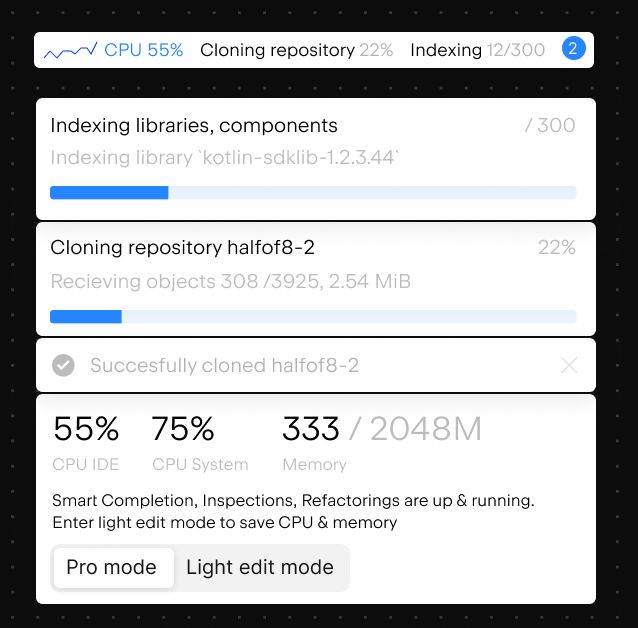 CPU 55% Cloning repository 22% Indexing 12/300 2
Indexing libraries, components / 300
Indexing library `kotlin-sdklib-1.2.3.44`
Cloning repository halfof8-2 22%
Recieving objects 308 /3925, 2.54 MiB
Succesfully cloned halfof8-2
55% 75% 333 / 2048M
CPU IDE CPU System Memory
Smart Completion, Inspections, Refactorings are up & running.
Enter light edit mode to save CPU & memory
Pro mode Light edit mode